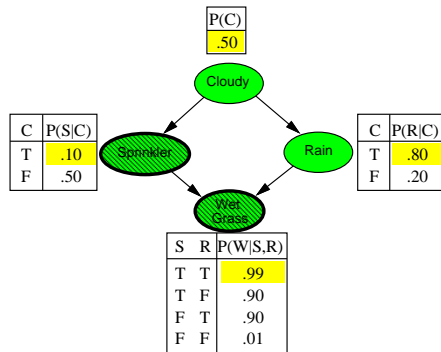 P(C)
.50
Cloudy
C P(S|C)
T .10
F .50
Sprinkler
Rain
C P(R|C)
T .80
F .20
Wet
Grass
S R P(W|S,R)
T T .99
T F .90
F T .90
F F .01